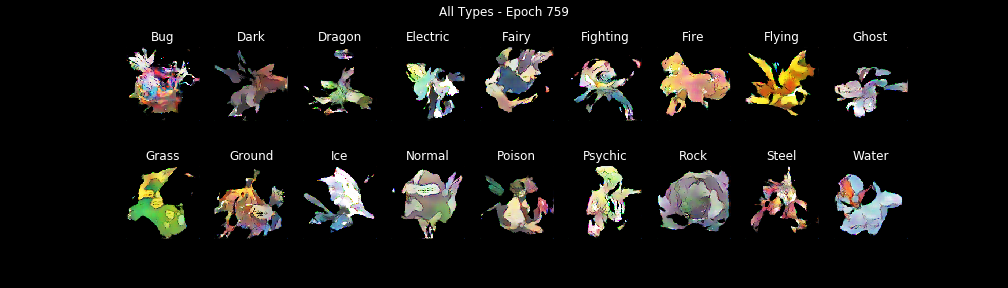 All Types - Epoch 759
Bug Dark Dragon Electric Fairy Fighting Fire Flying Ghost
Grass Ground Ice Normal Poison Psychic Rock Steel Water